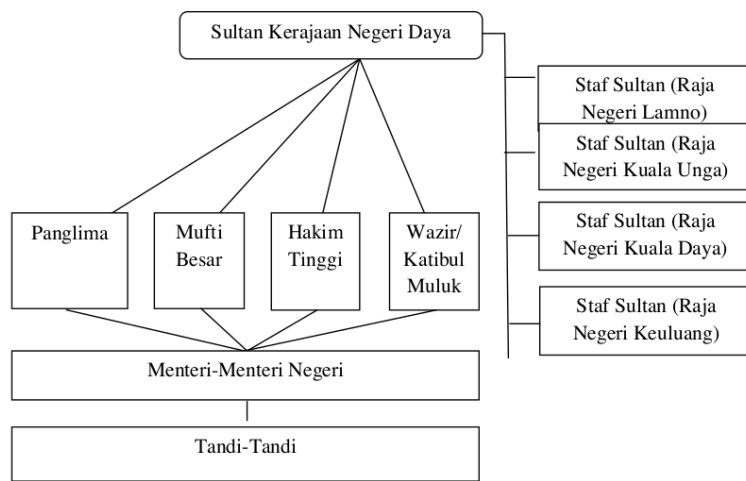 Sultan Kerajaan Negeri Daya
Staf Sultan (Raja
Negeri Lamno)
Staf Sultan (Raja
Negeri Kuala Unga)
Staf Sultan (Raja
Negeri Kuala Daya)
Staf Sultan (Raja
Negeri Keuluang)
Panglima
Mufti
Besar
Hakim
Tinggi
Wazir/
Katibul
Muluk
Menteri-Menteri Negeri
Tandi-Tandi